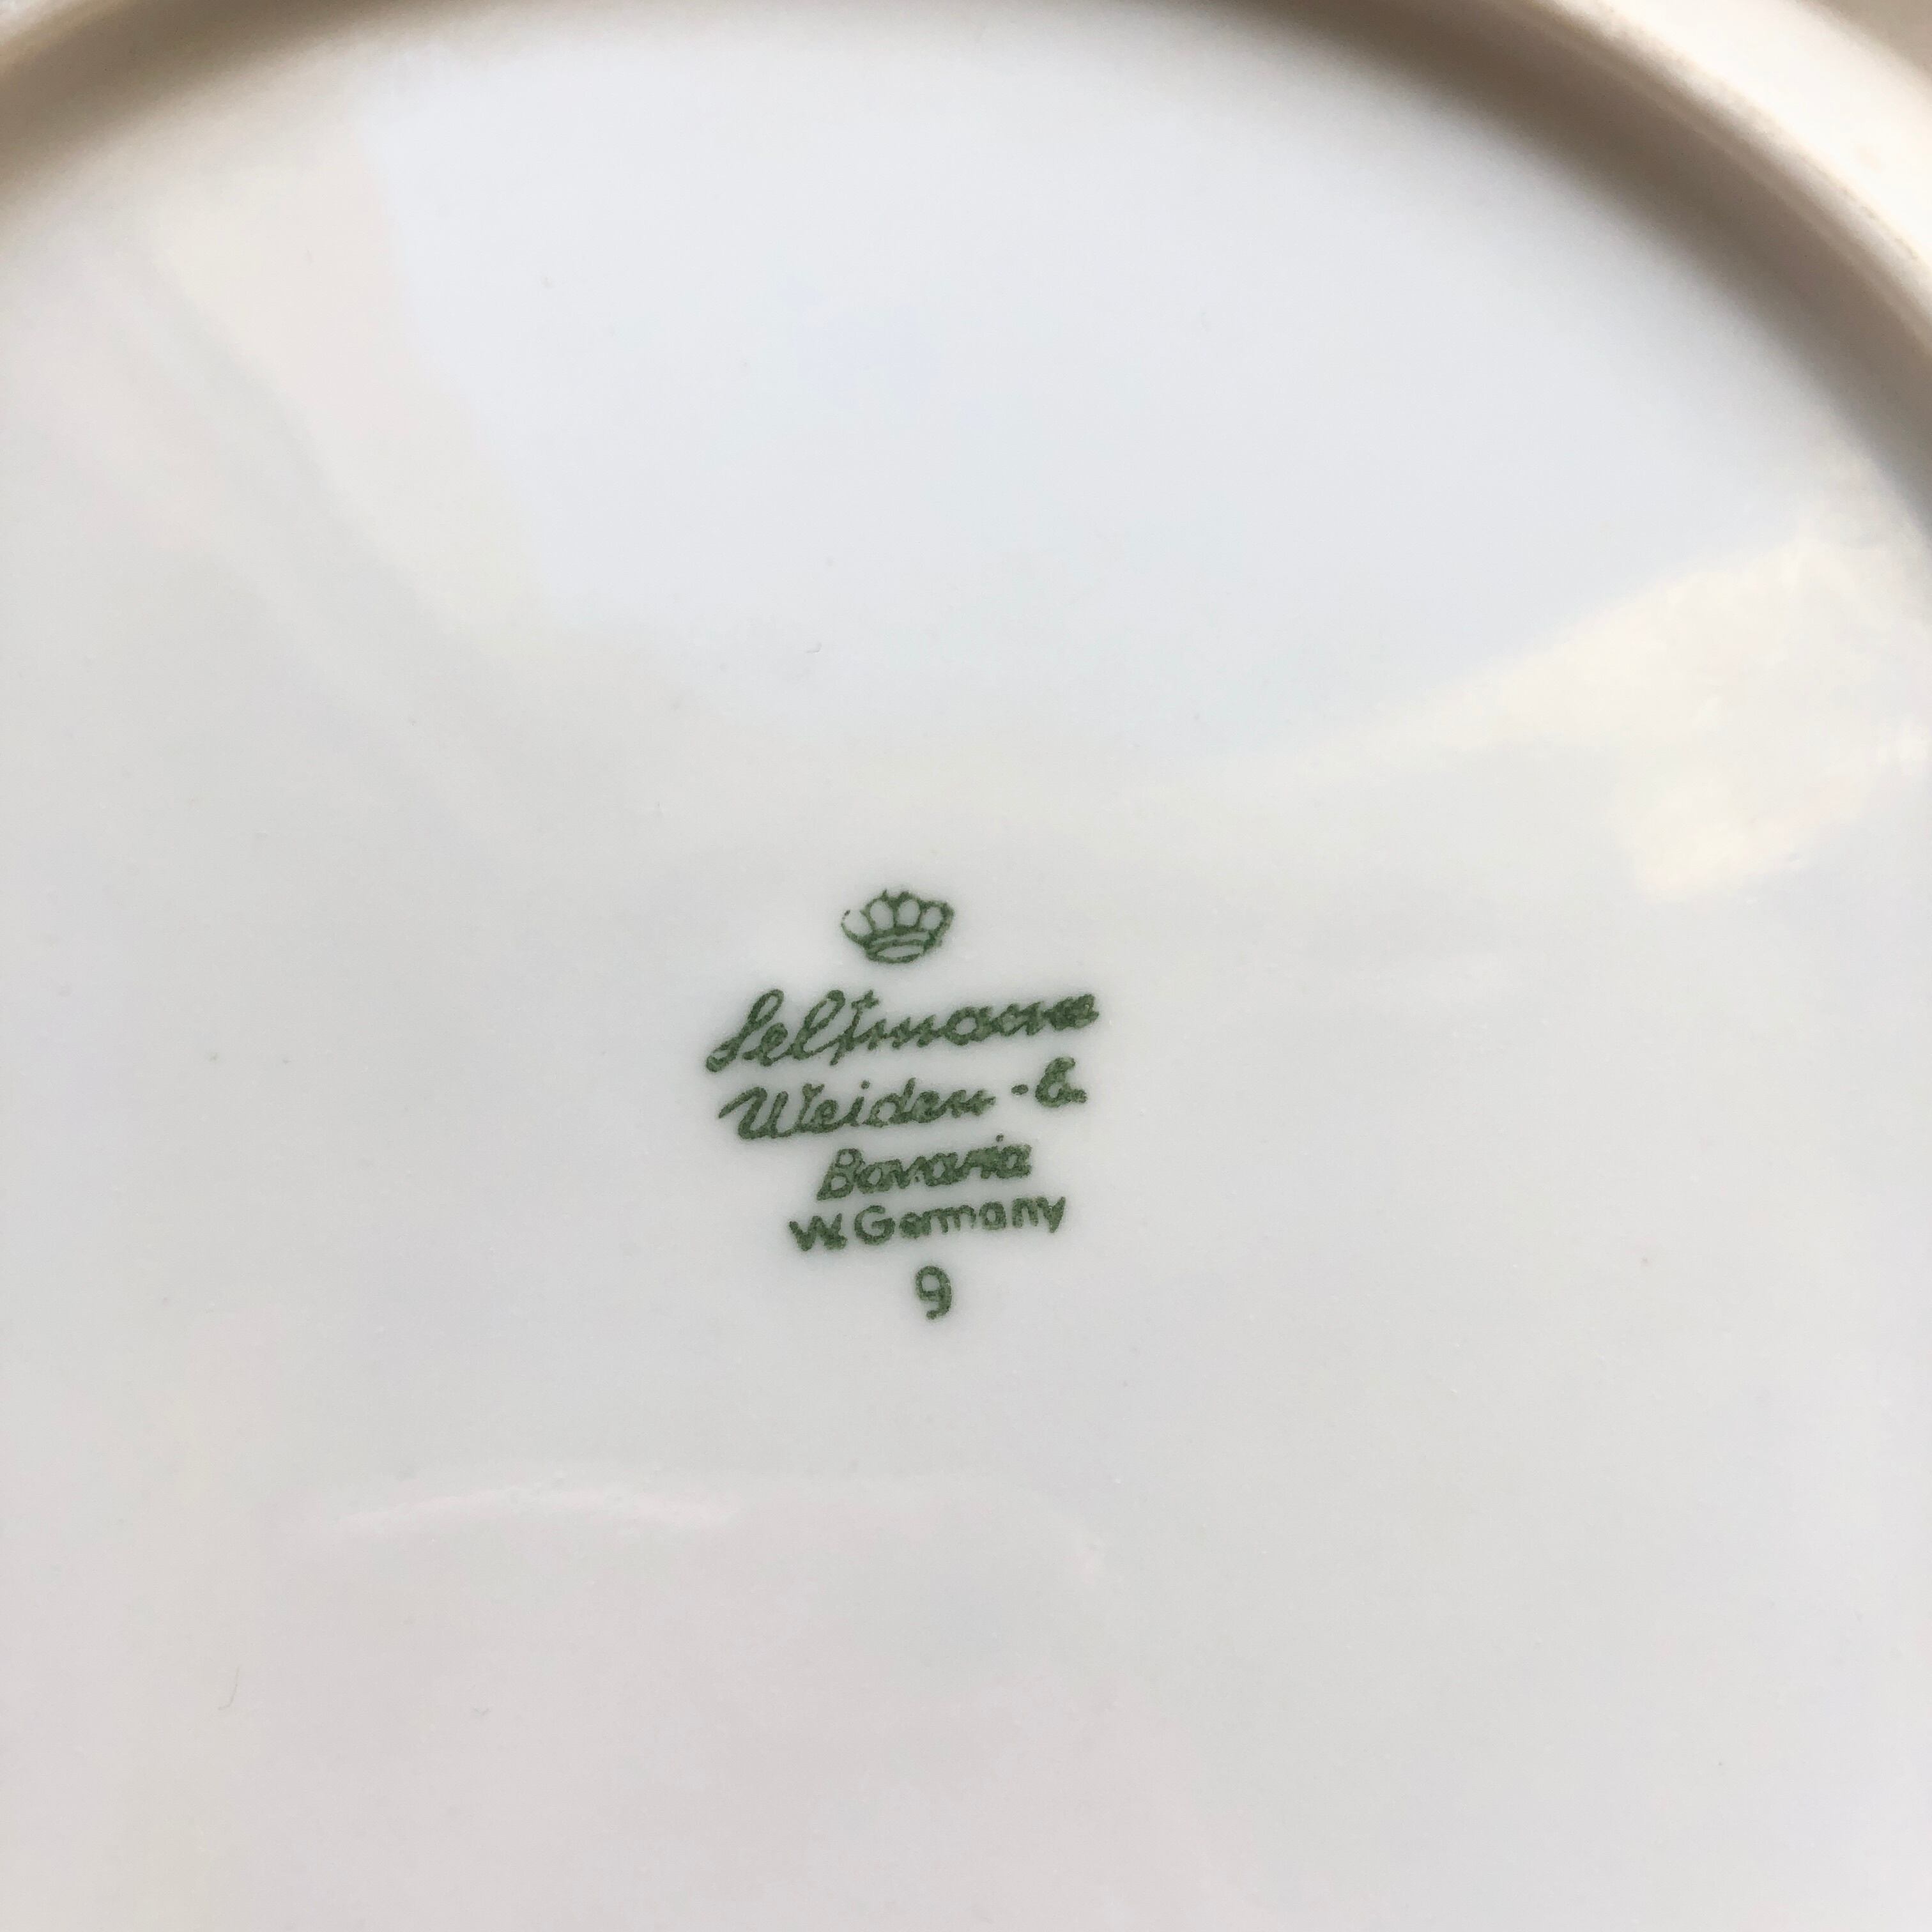 Seltmann
Weiden - E.
Bavaria
W. Germany
9